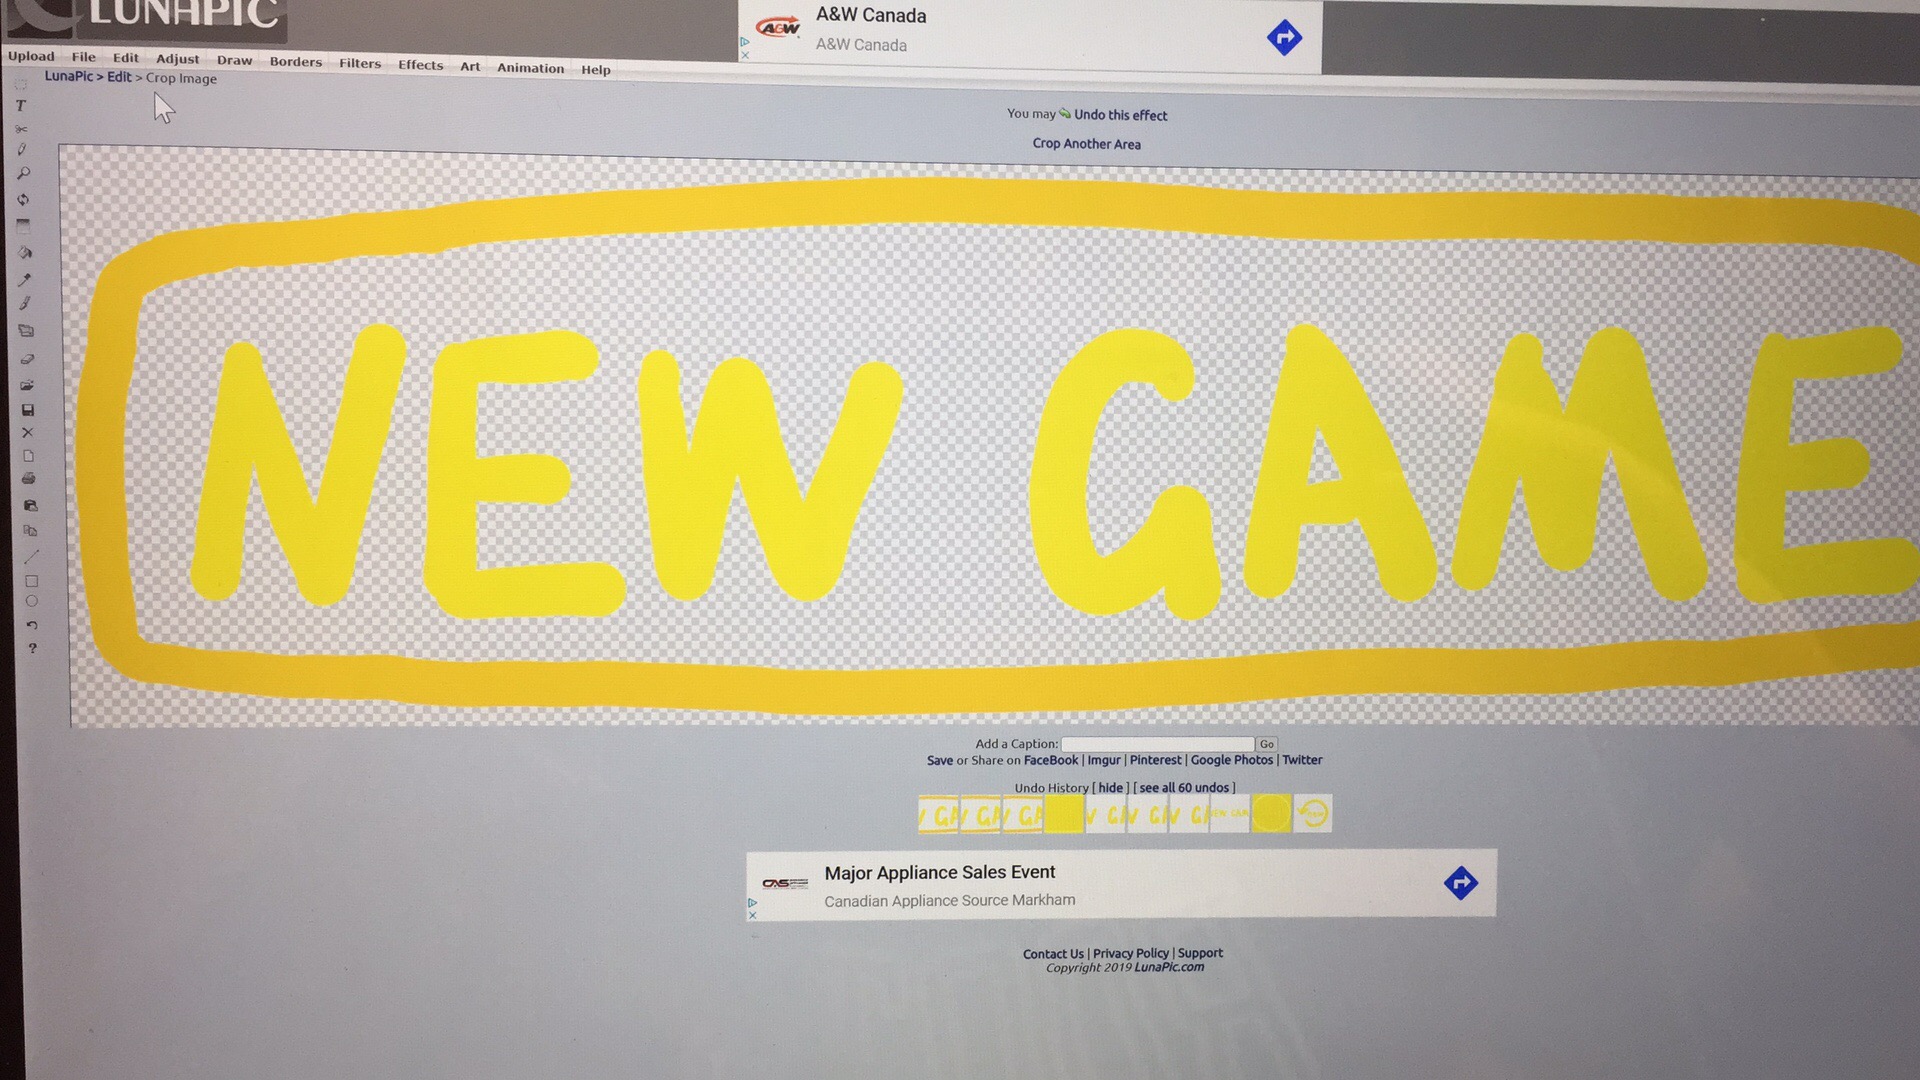 LUNAPIC
A&W Canada
A&W
A&W Canada
Upload File Edit Adjust Draw Borders Filters Effects Art Animation Help
LunaPic > Edit > Crop Image
T
You may Undo this effect
Crop Another Area
NEW GAME
?
Add a Caption: Go
Save or Share on FaceBook | Imgur | Pinterest | Google Photos | Twitter
Undo History [ hide ] [ see all 60 undos ]
Major Appliance Sales Event
CAS
Canadian Appliance Source Markham
Contact Us | Privacy Policy | Support
Copyright 2019 LunaPic.com